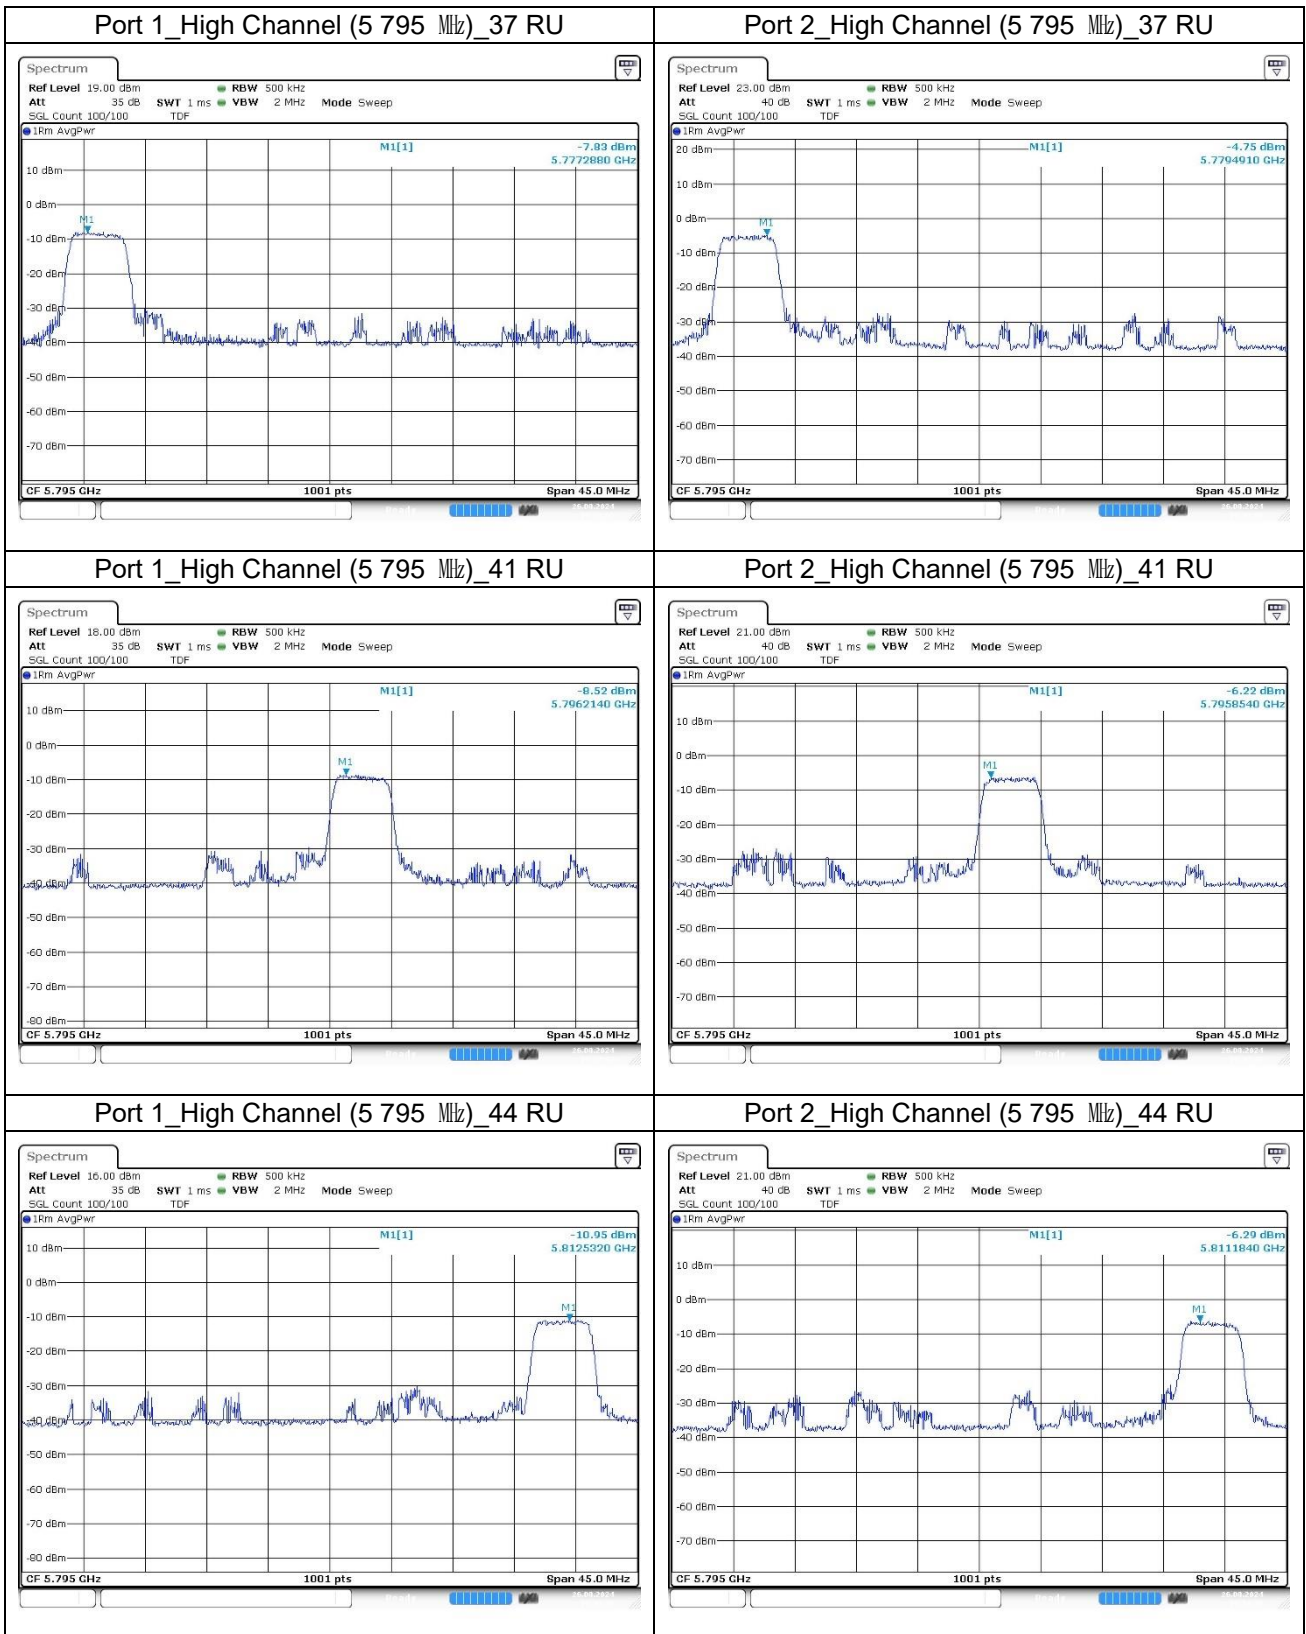 Port 1_High Channel (5 795 ㎒)_37 RU
Spectrum
Ref Level 19.00 dBm RBW 500 kHz
Att 35 dB SWT 1 ms VBW 2 MHz Mode Sweep
SGL Count 100/100 TDF
1Rm AvgPwr
M1[1] -7.83 dBm
5.7772880 GHz
10 dBm
0 dBm
M1
-10 dBm
-20 dBm
-30 dBm
-40 dBm
-50 dBm
-60 dBm
-70 dBm
CF 5.795 GHz 1001 pts Span 45.0 MHz
Port 2_High Channel (5 795 ㎒)_37 RU
Spectrum
Ref Level 23.00 dBm RBW 500 kHz
Att 40 dB SWT 1 ms VBW 2 MHz Mode Sweep
SGL Count 100/100 TDF
1Rm AvgPwr
20 dBm
M1[1] -4.75 dBm
5.7794910 GHz
10 dBm
0 dBm
M1
-10 dBm
-20 dBm
-30 dBm
-40 dBm
-50 dBm
-60 dBm
-70 dBm
CF 5.795 GHz 1001 pts Span 45.0 MHz
Port 1_High Channel (5 795 ㎒)_41 RU
Spectrum
Ref Level 18.00 dBm RBW 500 kHz
Att 35 dB SWT 1 ms VBW 2 MHz Mode Sweep
SGL Count 100/100 TDF
1Rm AvgPwr
M1[1] -8.52 dBm
5.7962140 GHz
10 dBm
0 dBm
M1
-10 dBm
-20 dBm
-30 dBm
-40 dBm
-50 dBm
-60 dBm
-70 dBm
-80 dBm
CF 5.795 GHz 1001 pts Span 45.0 MHz
Port 2_High Channel (5 795 ㎒)_41 RU
Spectrum
Ref Level 21.00 dBm RBW 500 kHz
Att 40 dB SWT 1 ms VBW 2 MHz Mode Sweep
SGL Count 100/100 TDF
1Rm AvgPwr
M1[1] -6.22 dBm
5.7958540 GHz
10 dBm
0 dBm
M1
-10 dBm
-20 dBm
-30 dBm
-40 dBm
-50 dBm
-60 dBm
-70 dBm
CF 5.795 GHz 1001 pts Span 45.0 MHz
Port 1_High Channel (5 795 ㎒)_44 RU
Spectrum
Ref Level 16.00 dBm RBW 500 kHz
Att 35 dB SWT 1 ms VBW 2 MHz Mode Sweep
SGL Count 100/100 TDF
1Rm AvgPwr
M1[1] -10.95 dBm
5.8125320 GHz
10 dBm
0 dBm
M1
-10 dBm
-20 dBm
-30 dBm
-40 dBm
-50 dBm
-60 dBm
-70 dBm
-80 dBm
CF 5.795 GHz 1001 pts Span 45.0 MHz
Port 2_High Channel (5 795 ㎒)_44 RU
Spectrum
Ref Level 21.00 dBm RBW 500 kHz
Att 40 dB SWT 1 ms VBW 2 MHz Mode Sweep
SGL Count 100/100 TDF
1Rm AvgPwr
M1[1] -6.29 dBm
5.8111840 GHz
10 dBm
0 dBm
M1
-10 dBm
-20 dBm
-30 dBm
-40 dBm
-50 dBm
-60 dBm
-70 dBm
CF 5.795 GHz 1001 pts Span 45.0 MHz